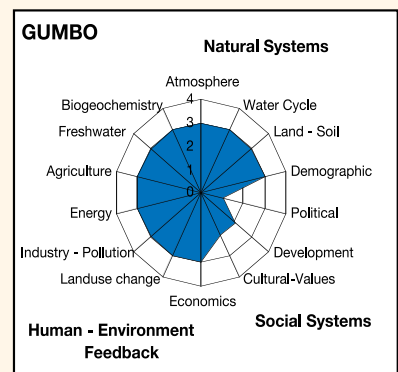 GUMBO
Natural Systems
Atmosphere
4
3
2
1
0
Biogeochemistry
Water Cycle
Freshwater
Land - Soil
Agriculture
Demographic
Energy
Political
Industry - Pollution
Development
Landuse change
Cultural-Values
Economics
Social Systems
Human - Environment
Feedback